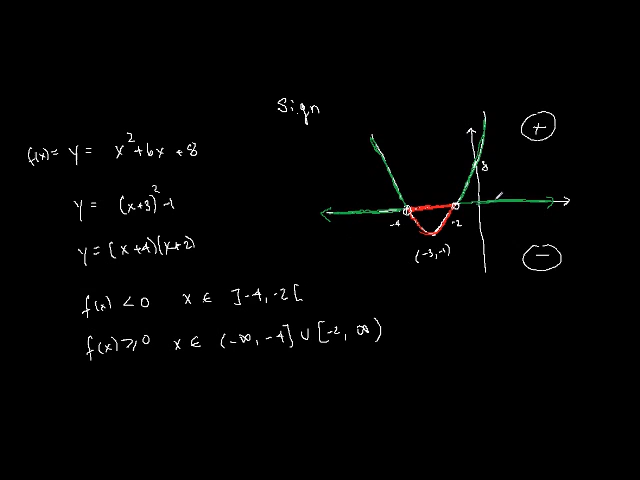 Sign
f(x) = y = x² + 6x + 8
y = (x+3)² - 1
y = (x+4)(x+2)
f(x) < 0 x ∈ ]-4, -2[
f(x) ⩾ 0 x ∈ (-∞, -4] ∪ [-2, ∞)
+
8
-4
-2
(-3, -1)
−